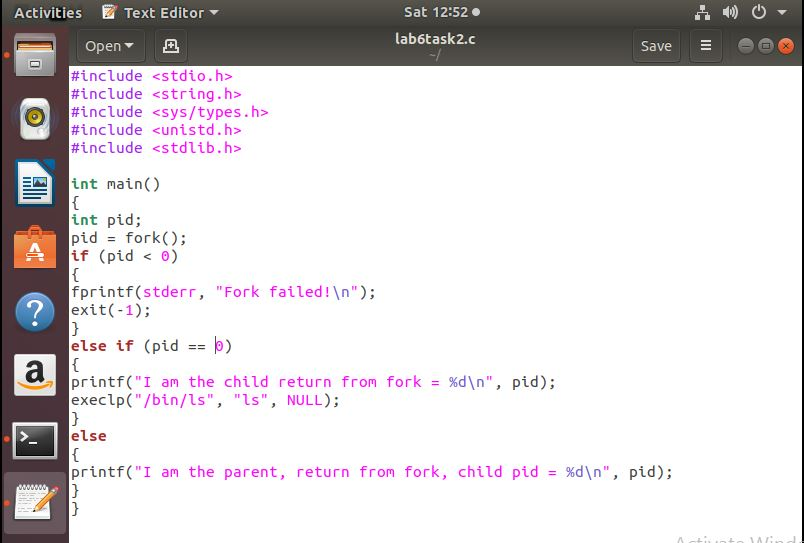 Activities Text Editor Sat 12:52
Open lab6task2.c Save
~/
#include <stdio.h>
#include <string.h>
#include <sys/types.h>
#include <unistd.h>
#include <stdlib.h>
int main()
{
int pid;
pid = fork();
if (pid < 0)
{
fprintf(stderr, "Fork failed!\n");
exit(-1);
}
else if (pid == 0)
{
printf("I am the child return from fork = %d\n", pid);
execlp("/bin/ls", "ls", NULL);
}
else
{
printf("I am the parent, return from fork, child pid = %d\n", pid);
}
}